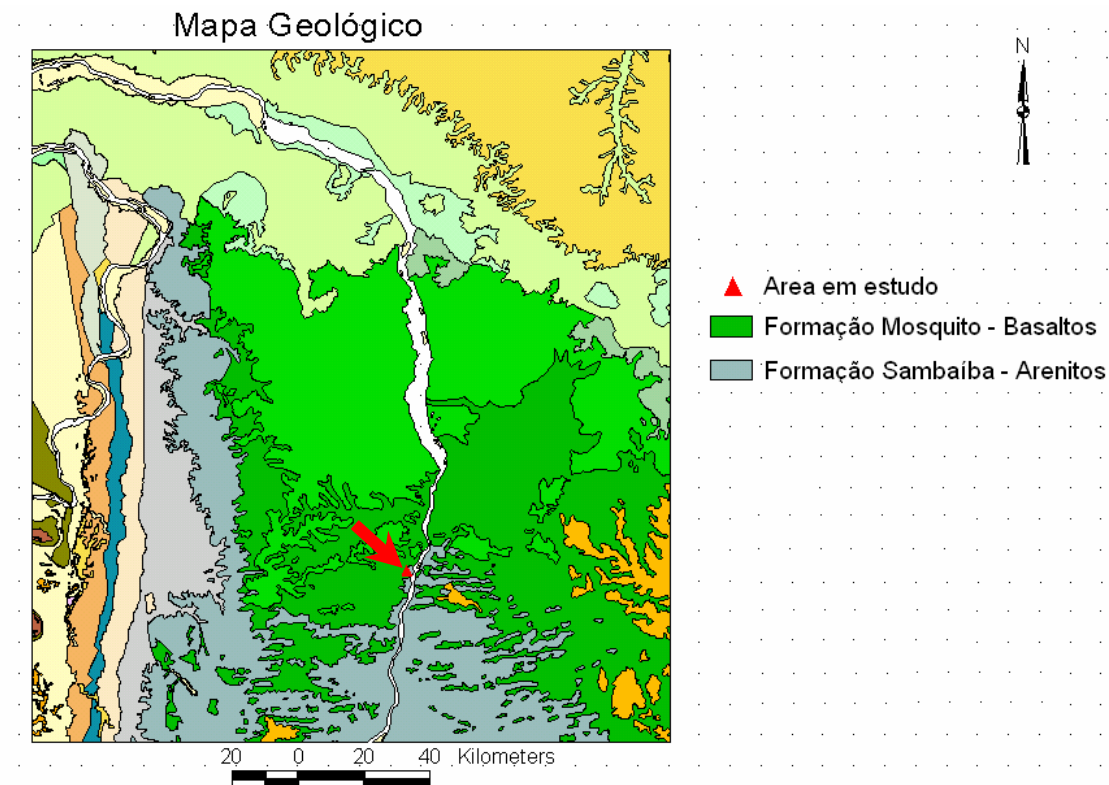 Mapa Geológico
N
Area em estudo
Formação Mosquito - Basaltos
Formação Sambaíba - Arenitos
20 0 20 40 Kilometers